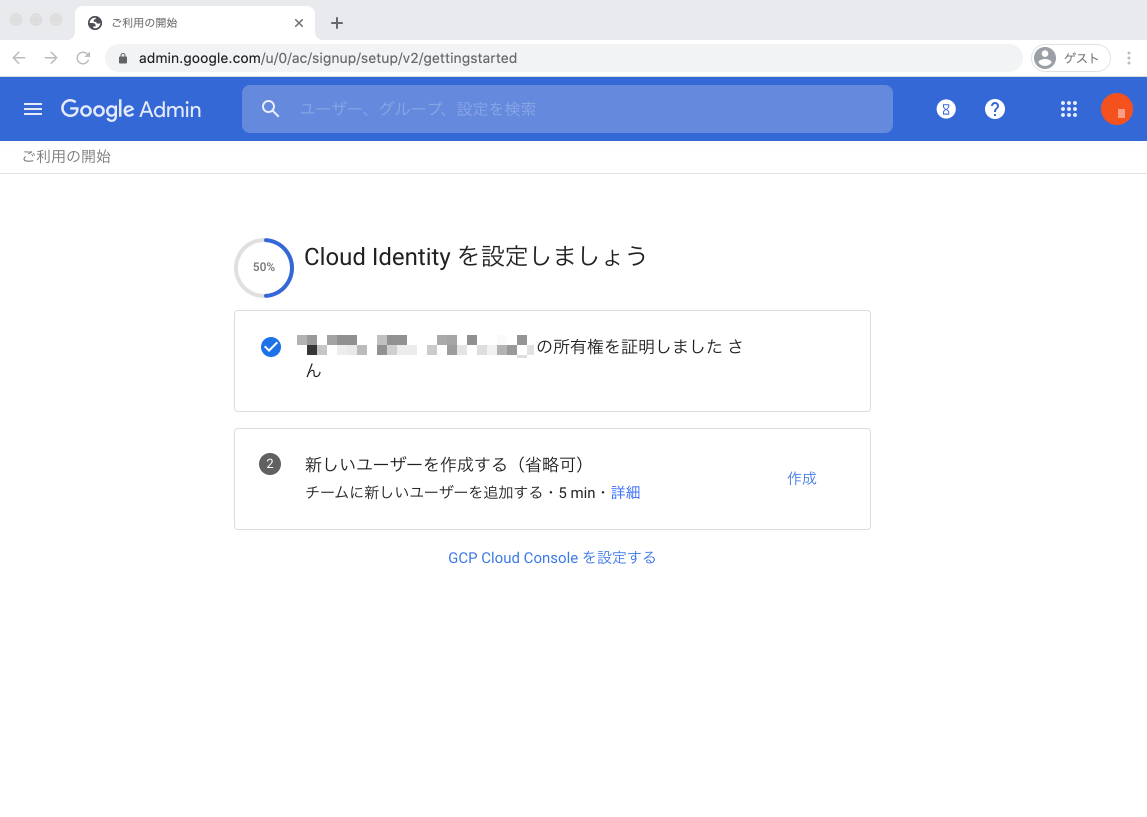 ご利用の開始
admin.google.com/u/0/ac/signup/setup/v2/gettingstarted
ゲスト
Google Admin
ユーザー、グループ、設定を検索
ご利用の開始
50%
Cloud Identity を設定しましょう
の所有権を証明しました さ
ん
2
新しいユーザーを作成する（省略可）
チームに新しいユーザーを追加する・5 min・詳細
作成
GCP Cloud Console を設定する